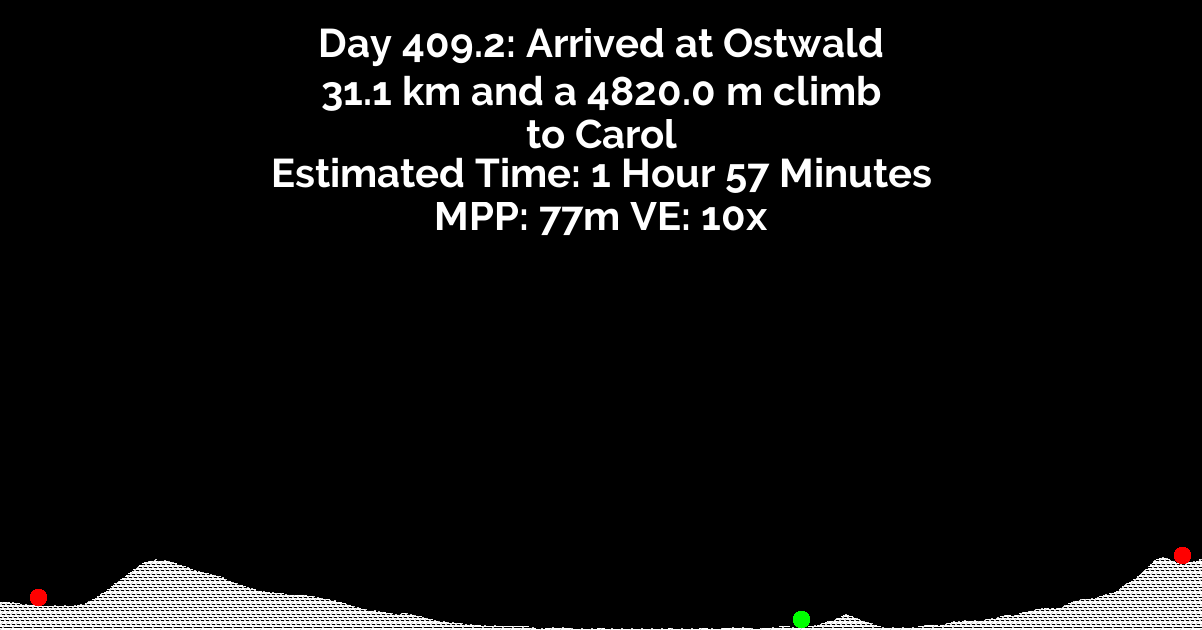 Day 409.2: Arrived at Ostwald
31.1 km and a 4820.0 m climb
to Carol
Estimated Time: 1 Hour 57 Minutes
MPP: 77m VE: 10x